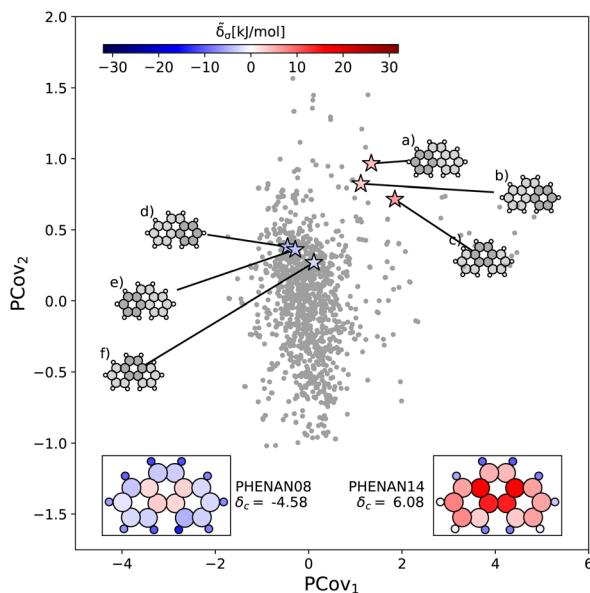 δ̃σ[kJ/mol]
−30 −20 −10 0 10 20 30
2.0
1.5
1.0
0.5
0.0
−0.5
−1.0
−1.5
PCov₂
a)
b)
c)
d)
e)
f)
PHENAN08
δc = -4.58
PHENAN14
δc = 6.08
−4 −2 0 2 4 6
PCov₁